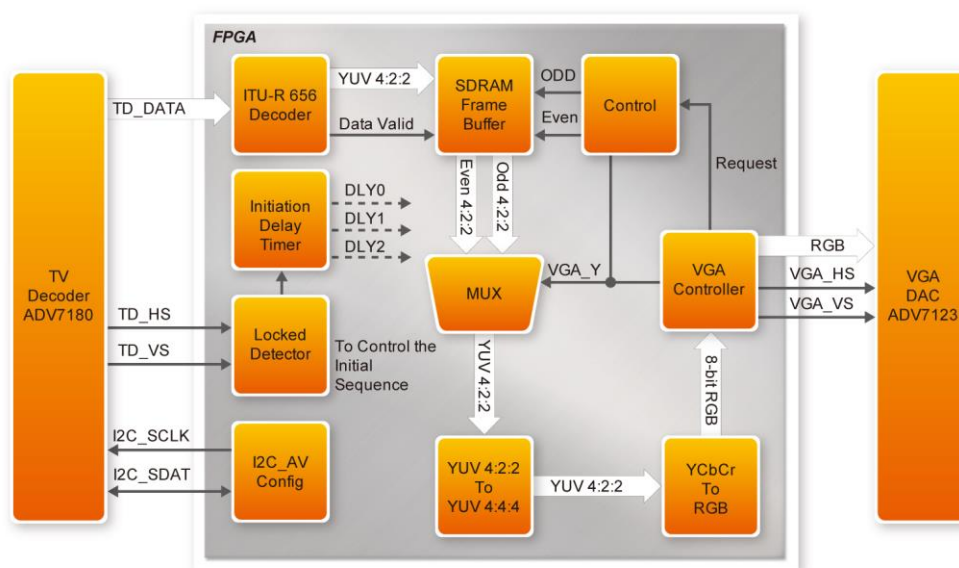 FPGA
TV
Decoder
ADV7180
TD_DATA
TD_HS
TD_VS
I2C_SCLK
I2C_SDAT
ITU-R 656
Decoder
YUV 4:2:2
Data Valid
SDRAM
Frame
Buffer
ODD
Even
Control
Request
Initiation
Delay
Timer
DLY0
DLY1
DLY2
Even 4:2:2
Odd 4:2:2
Locked
Detector
To Control the
Initial
Sequence
MUX
VGA_Y
VGA
Controller
RGB
VGA_HS
VGA_VS
VGA
DAC
ADV7123
I2C_AV
Config
YUV 4:2:2
YUV 4:2:2
To
YUV 4:4:4
YUV 4:2:2
YCbCr
To
RGB
8-bit RGB